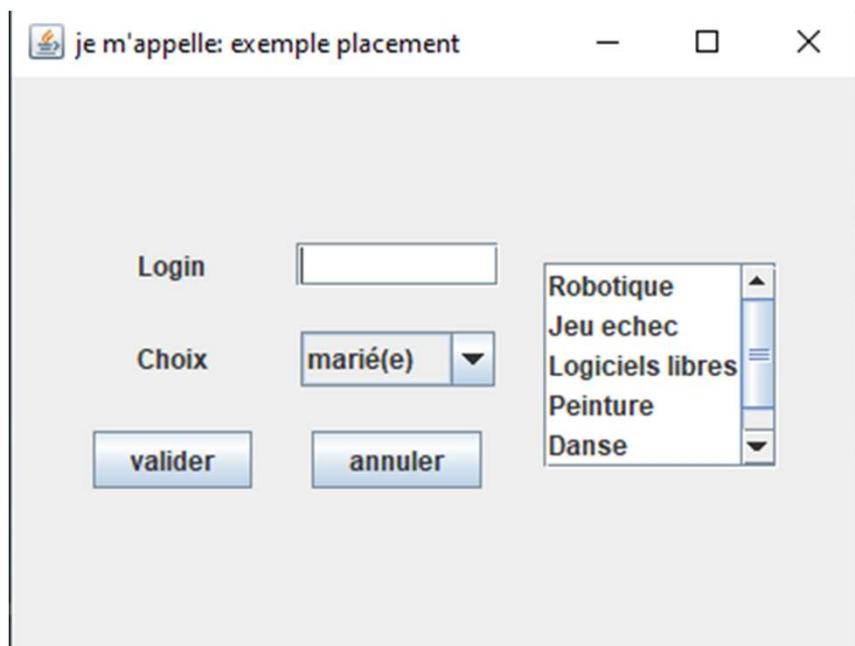 je m'appelle: exemple placement
Login
Choix
marié(e)
valider
annuler
Robotique
Jeu echec
Logiciels libres
Peinture
Danse